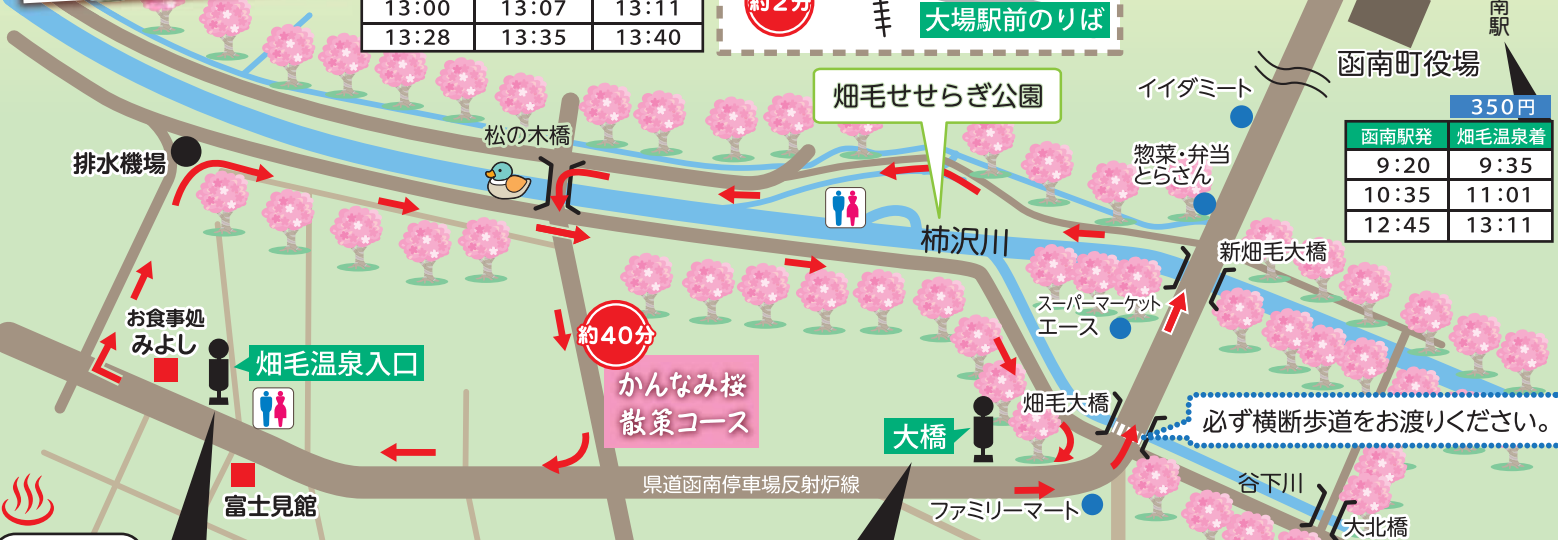 13:00 13:07 13:11
13:28 13:35 13:40
約2分
大場駅前のりば
南駅
函南町役場
イイダミート
350円
函南駅発 畑毛温泉着
9:20 9:35
10:35 11:01
12:45 13:11
畑毛せせらぎ公園
松の木橋
惣菜・弁当
とらさん
排水機場
柿沢川
新畑毛大橋
スーパーマーケット
エース
お食事処
みよし
約40分
畑毛温泉入口
かんなみ桜
散策コース
畑毛大橋
大橋
必ず横断歩道をお渡りください。
県道函南停車場反射炉線
富士見館
ファミリーマート
谷下川
大北橋